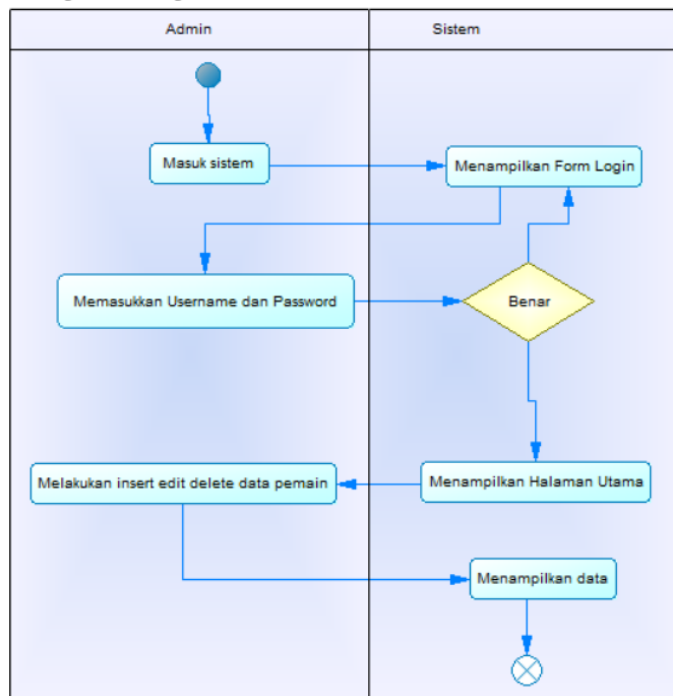 Admin
Sistem
Masuk sistem
Menampilkan Form Login
Memasukkan Username dan Password
Benar
Melakukan insert edit delete data pemain
Menampilkan Halaman Utama
Menampilkan data